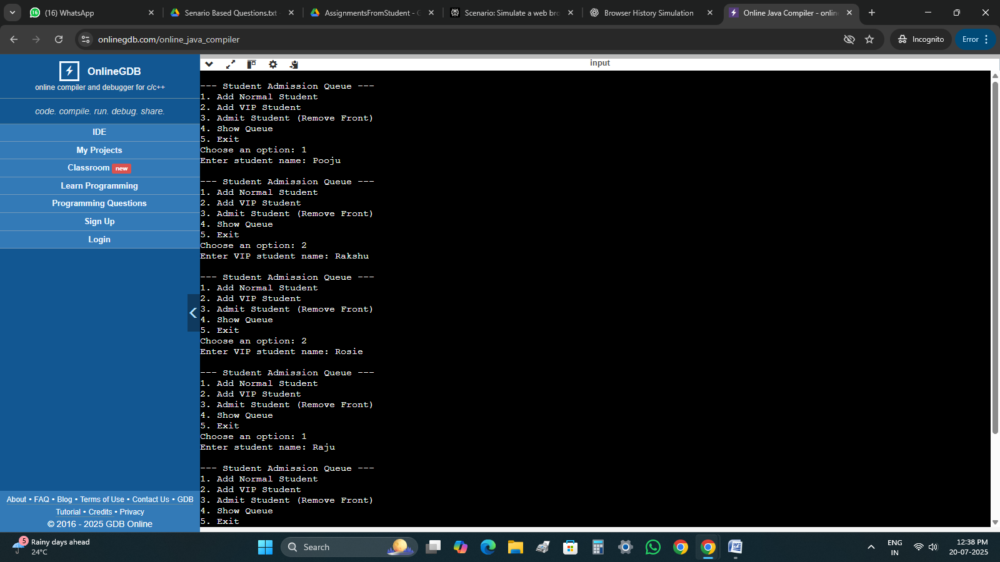 (16) WhatsApp
Senario Based Questions.txt
AssignmentsFromStudent - G
Scenario: Simulate a web bro
Browser History Simulation
Online Java Compiler - onlin
onlinegdb.com/online_java_compiler
Incognito
Error
OnlineGDB
online compiler and debugger for c/c++
code. compile. run. debug. share.
IDE
My Projects
Classroom new
Learn Programming
Programming Questions
Sign Up
Login
About • FAQ • Blog • Terms of Use • Contact Us • GDB
Tutorial • Credits • Privacy
© 2016 - 2025 GDB Online
input
--- Student Admission Queue ---
1. Add Normal Student
2. Add VIP Student
3. Admit Student (Remove Front)
4. Show Queue
5. Exit
Choose an option: 1
Enter student name: Pooju
--- Student Admission Queue ---
1. Add Normal Student
2. Add VIP Student
3. Admit Student (Remove Front)
4. Show Queue
5. Exit
Choose an option: 2
Enter VIP student name: Rakshu
--- Student Admission Queue ---
1. Add Normal Student
2. Add VIP Student
3. Admit Student (Remove Front)
4. Show Queue
5. Exit
Choose an option: 2
Enter VIP student name: Rosie
--- Student Admission Queue ---
1. Add Normal Student
2. Add VIP Student
3. Admit Student (Remove Front)
4. Show Queue
5. Exit
Choose an option: 1
Enter student name: Raju
--- Student Admission Queue ---
1. Add Normal Student
2. Add VIP Student
3. Admit Student (Remove Front)
4. Show Queue
5. Exit
5
Rainy days ahead
24°C
Search
ENG
IN
12:38 PM
20-07-2025